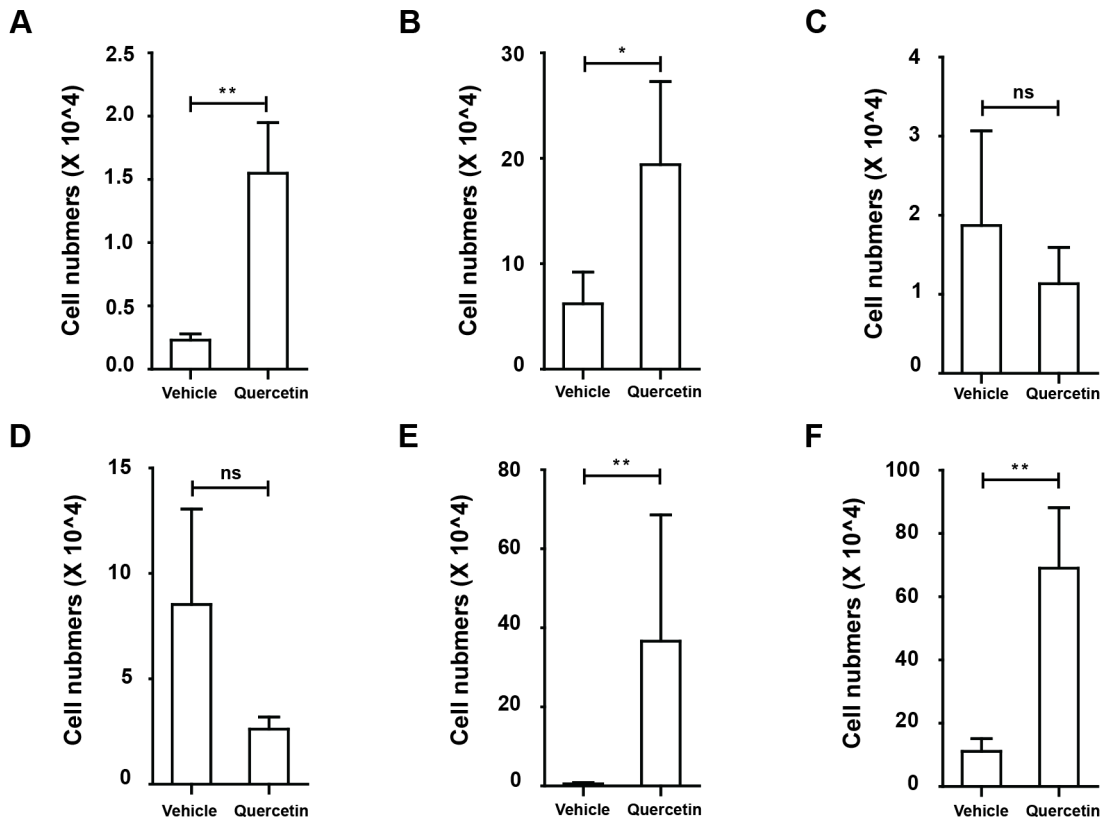 A
Cell nubmers (X 10^4)
2.5
2.0
1.5
1.0
0.5
0.0
**
Vehicle Quercetin
B
Cell nubmers (X 10^4)
30
20
10
0
*
Vehicle Quercetin
C
Cell nubmers (X 10^4)
4
3
2
1
0
ns
Vehicle Quercetin
D
Cell nubmers (X 10^4)
15
10
5
0
ns
Vehicle Quercetin
E
Cell nubmers (X 10^4)
80
60
40
20
0
**
Vehicle Quercetin
F
Cell nubmers (X 10^4)
100
80
60
40
20
0
**
Vehicle Quercetin